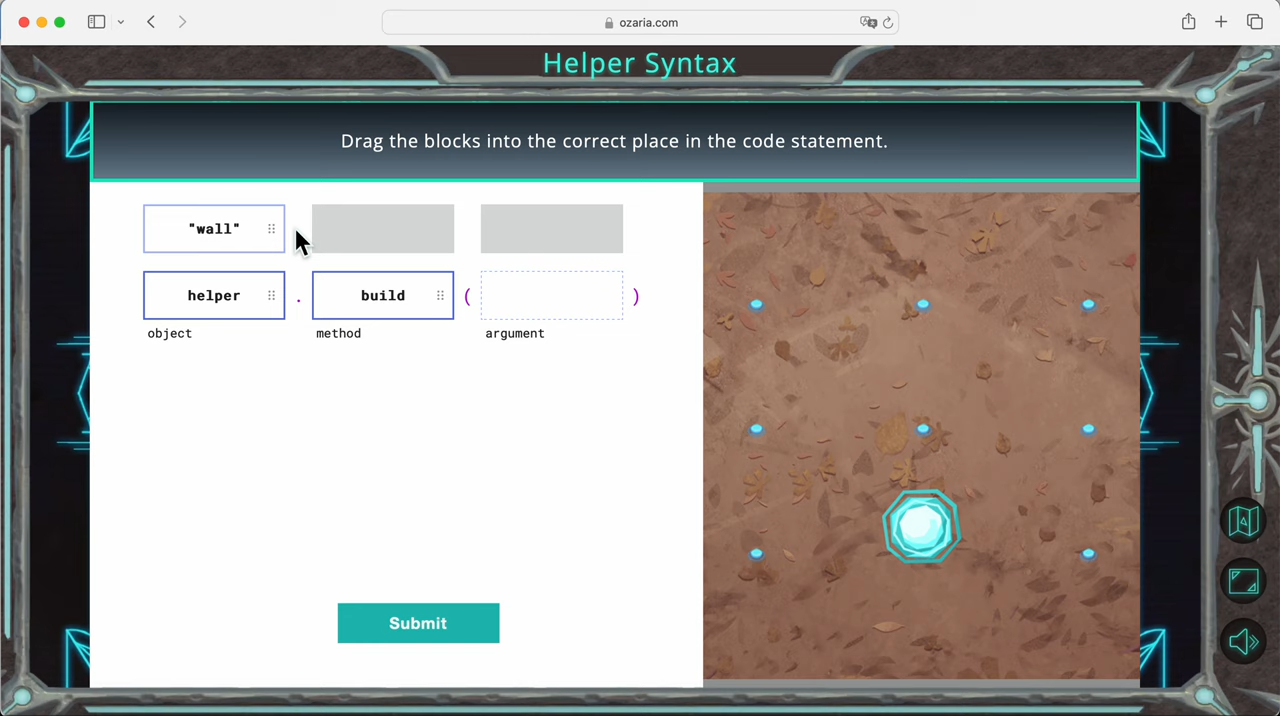 ozaria.com
Helper Syntax
Drag the blocks into the correct place in the code statement.
"wall"
helper . build ( )
object method argument
Submit